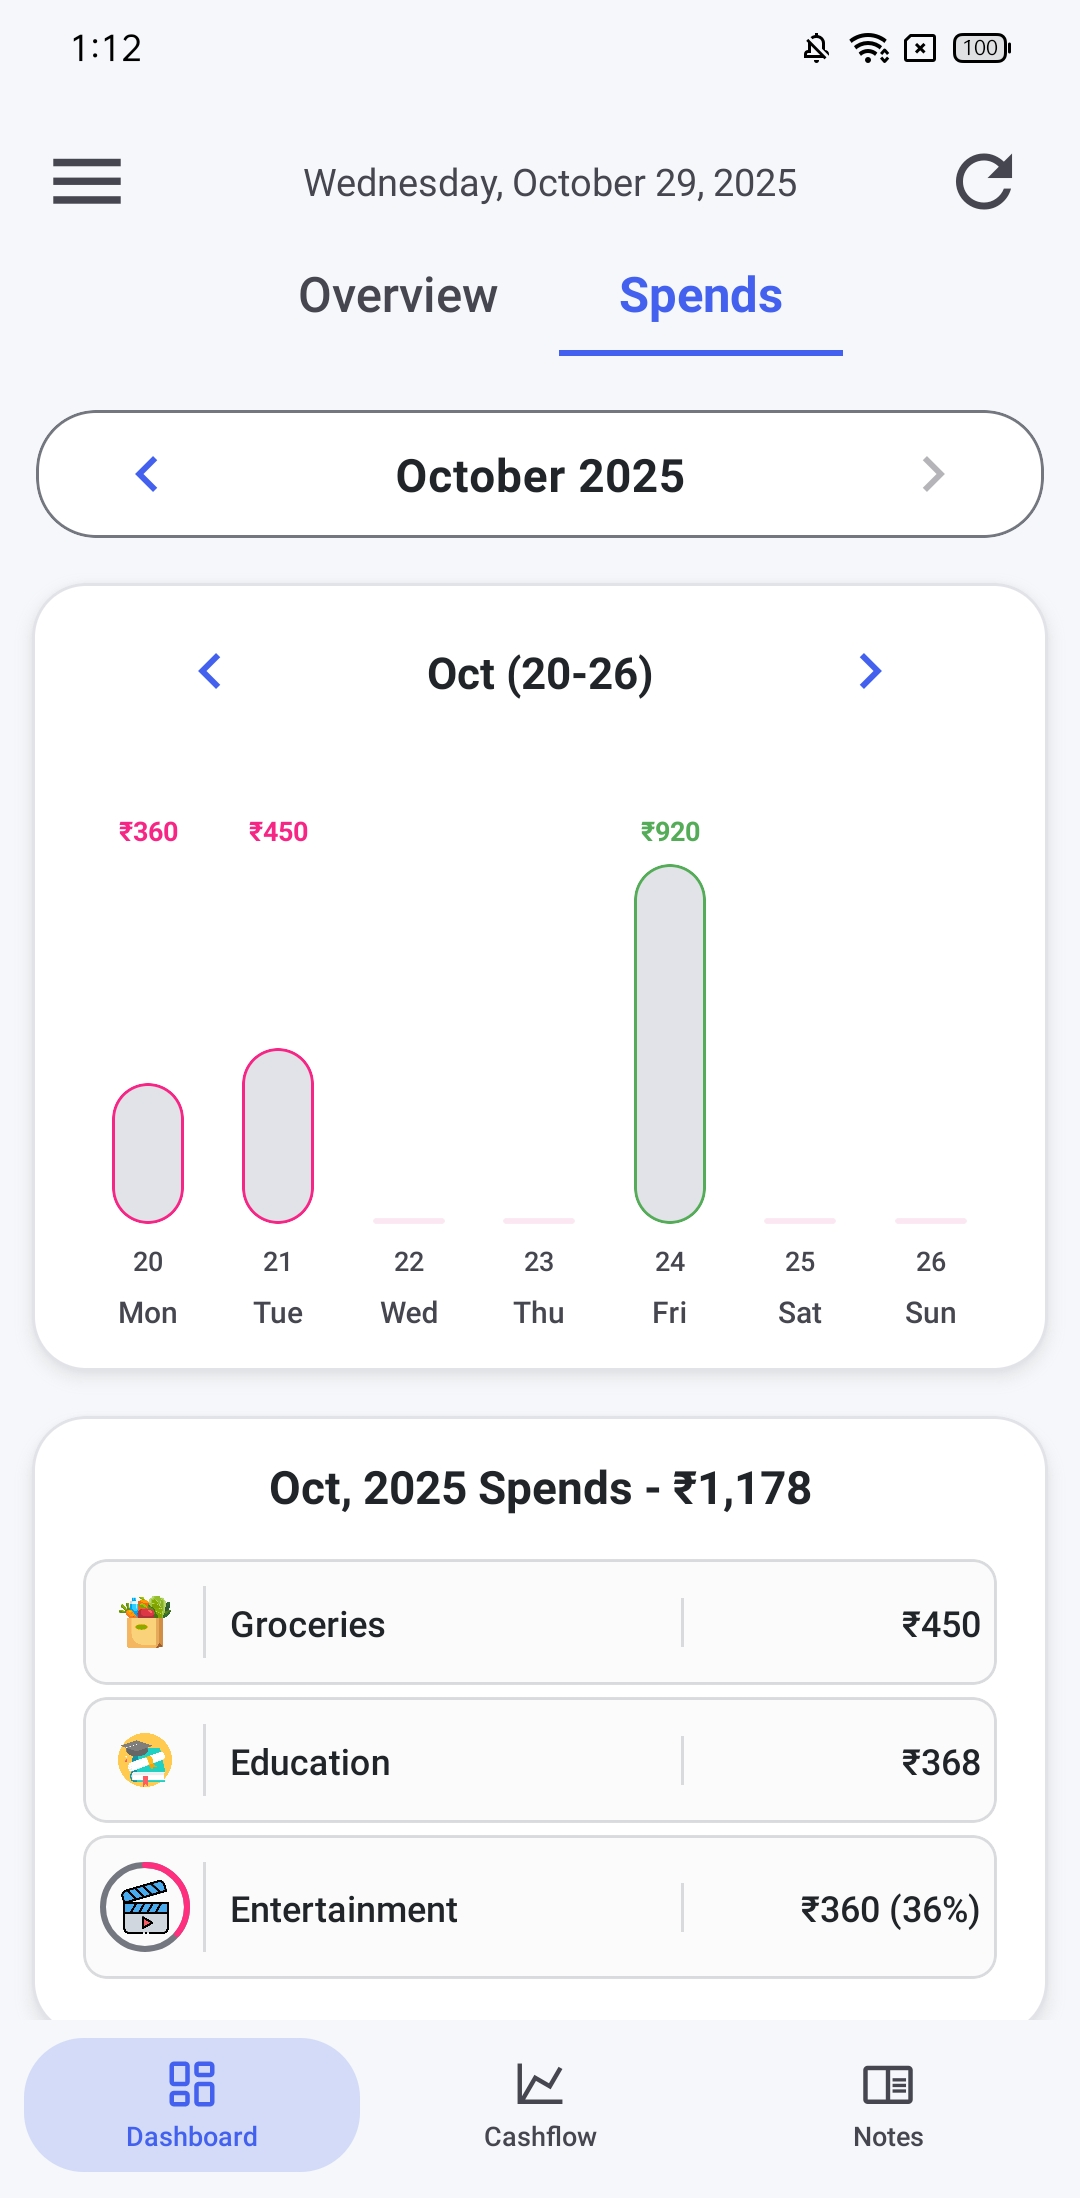 1:12
100
Wednesday, October 29, 2025
Overview Spends
October 2025
Oct (20-26)
₹360 ₹450 ₹920
20 21 22 23 24 25 26
Mon Tue Wed Thu Fri Sat Sun
Oct, 2025 Spends - ₹1,178
Groceries ₹450
Education ₹368
Entertainment ₹360 (36%)
Dashboard Cashflow Notes